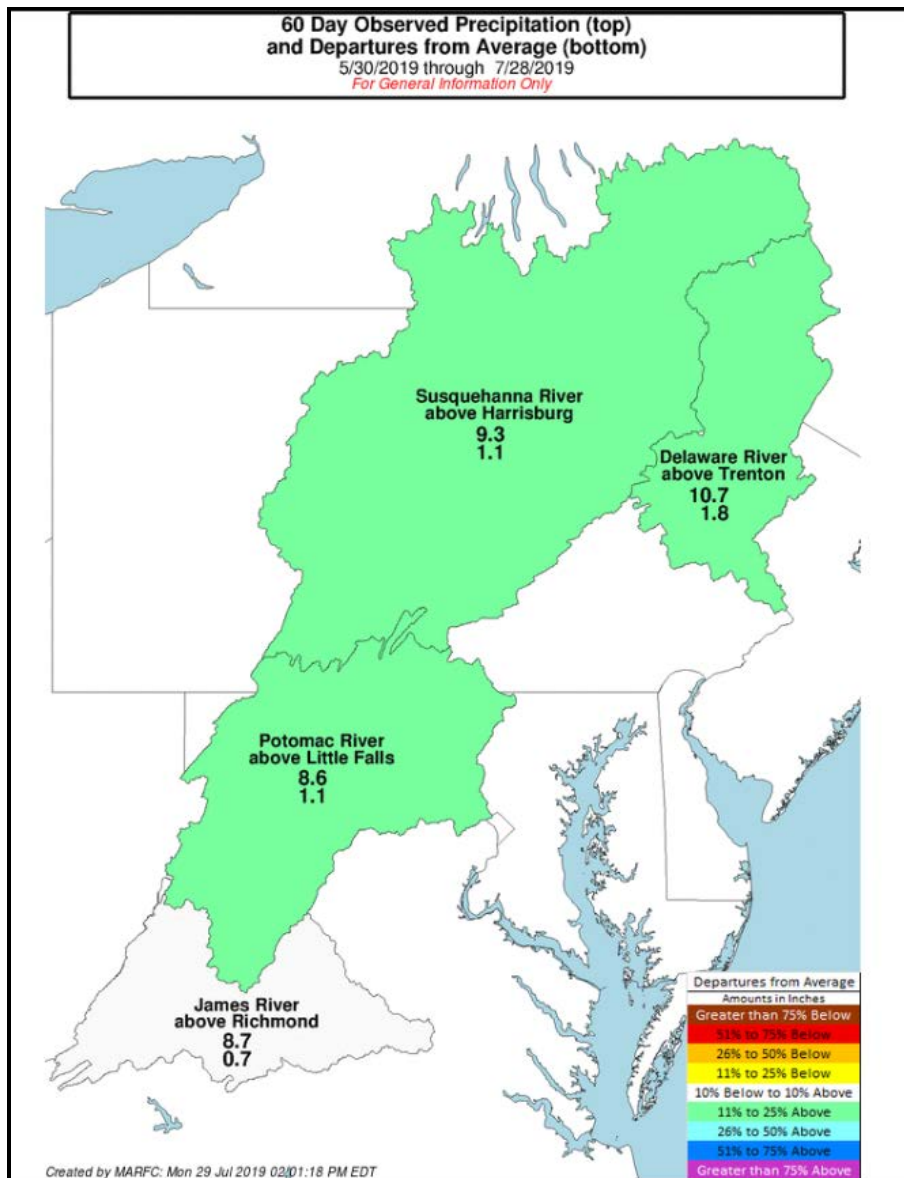 60 Day Observed Precipitation (top)
and Departures from Average (bottom)
5/30/2019 through 7/28/2019
For General Information Only
Susquehanna River
above Harrisburg
9.3
1.1
Delaware River
above Trenton
10.7
1.8
Potomac River
above Little Falls
8.6
1.1
James River
above Richmond
8.7
0.7
Departures from Average
Amounts in Inches
Greater than 75% Below
51% to 75% Below
26% to 50% Below
11% to 25% Below
10% Below to 10% Above
11% to 25% Above
26% to 50% Above
51% to 75% Above
Greater than 75% Above
Created by MARFC: Mon 29 Jul 2019 02:01:18 PM EDT